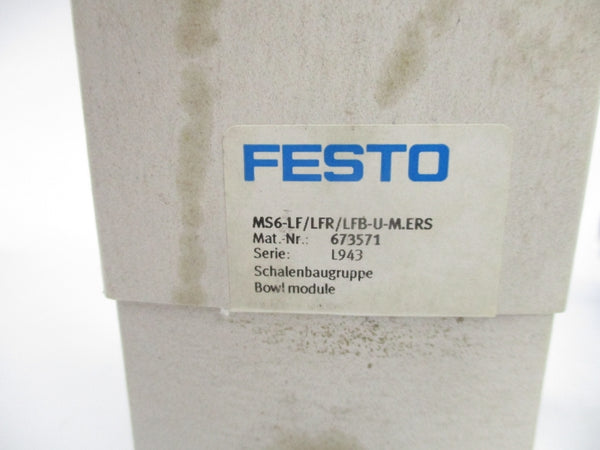 FESTO
MS6-LF/LFR/LFB-U-M.ERS
Mat.-Nr.: 673571
Serie: L943
Schalenbaugruppe
Bowl module